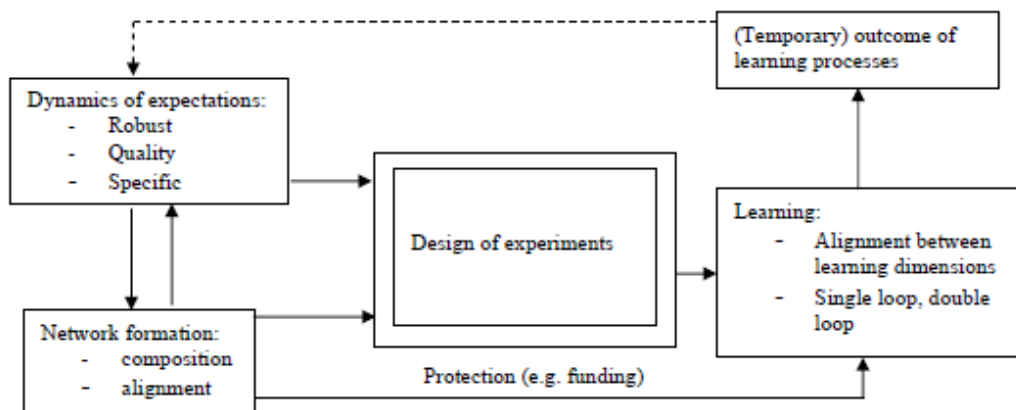 (Temporary) outcome of
learning processes
Dynamics of expectations:
- Robust
- Quality
- Specific
Design of experiments
Learning:
- Alignment between
learning dimensions
- Single loop, double
loop
Network formation:
- composition
- alignment
Protection (e.g. funding)